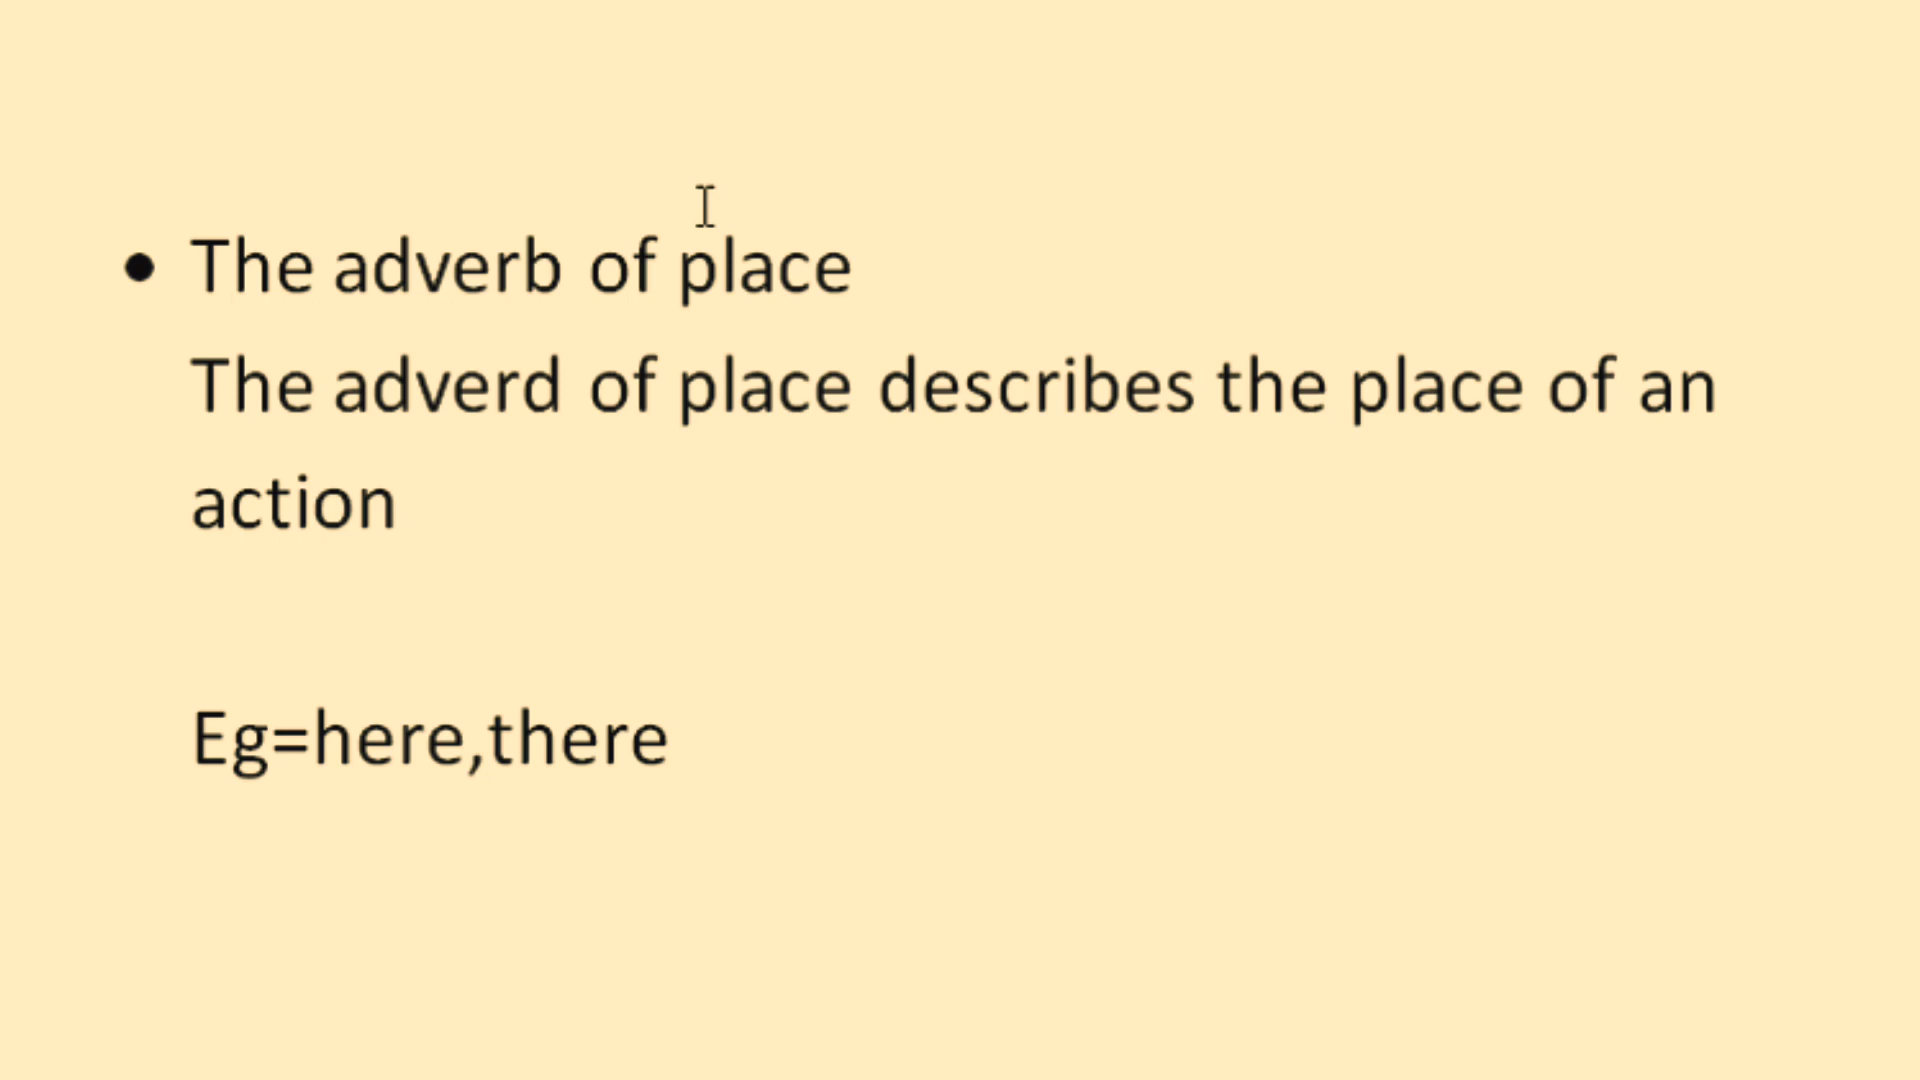 • The adverb of place
The adverd of place describes the place of an
action
Eg=here,there